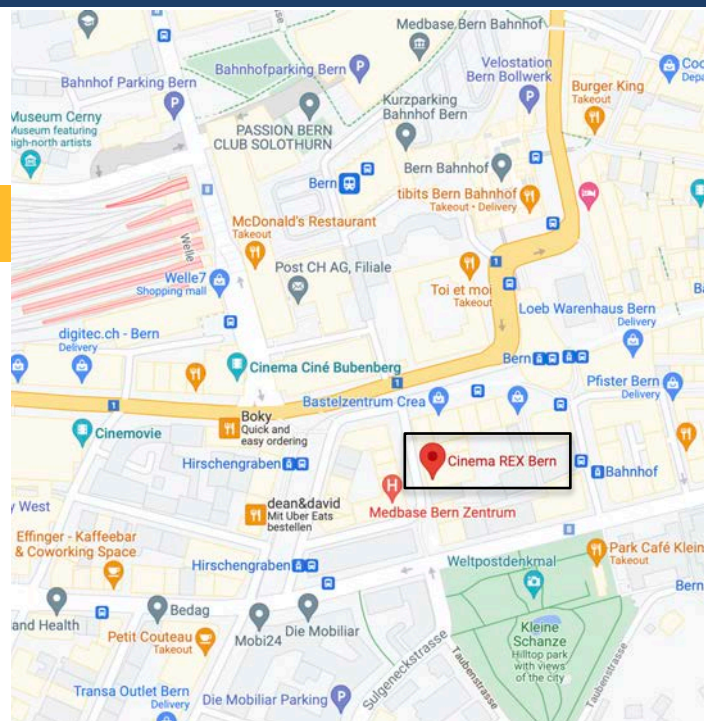 Medbase Bern Bahnhof
Bahnhof Parking Bern
P
Bahnhofparking Bern
P
Velostation
Bern Bollwerk
P
Burger King
Takeout
Museum Cerny
Museum featuring
high-north artists
PASSION BERN
CLUB SOLOTHURN
Kurzparking
Bahnhof Bern
Bern Bahnhof
Bern
tibits Bern Bahnhof
Takeout • Delivery
McDonald's Restaurant
Takeout
Welle
Post CH AG, Filiale
1
Welle7
Shopping mall
Toi et moi
Takeout
Loeb Warenhaus Bern
Delivery
digitec.ch - Bern
Delivery
Cinema Ciné Bubenberg
Bern
1
Pfister Bern
Delivery
Bastelzentrum Crea
1
Boky
Quick and
easy ordering
Cinemovie
Hirschengraben
Cinema REX Bern
Bahnhof
H
Medbase Bern Zentrum
dean&david
Mit Uber Eats
bestellen
y West
Effinger - Kaffeebar
& Coworking Space
Hirschengraben
Weltpostdenkmal
Park Café Klein
Takeout
Bern
and Health
Bedag
Petit Couteau
Takeout
Mobi24
Die Mobiliar
Kleine
Schanze
Hilltop park
with views
of the city
Sulgeneckstrasse
Taubenstrasse
Taubenstrasse
Transa Outlet Bern
Delivery
Die Mobiliar Parking
P